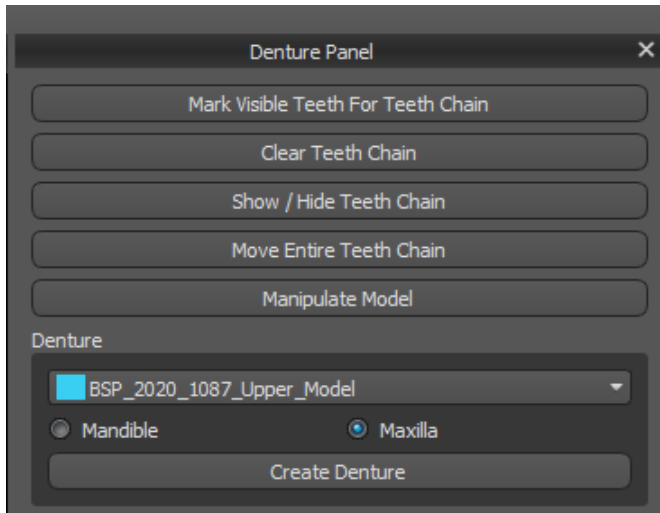 Denture Panel
Mark Visible Teeth For Teeth Chain
Clear Teeth Chain
Show / Hide Teeth Chain
Move Entire Teeth Chain
Manipulate Model
Denture
BSP_2020_1087_Upper_Model
Mandible Maxilla
Create Denture